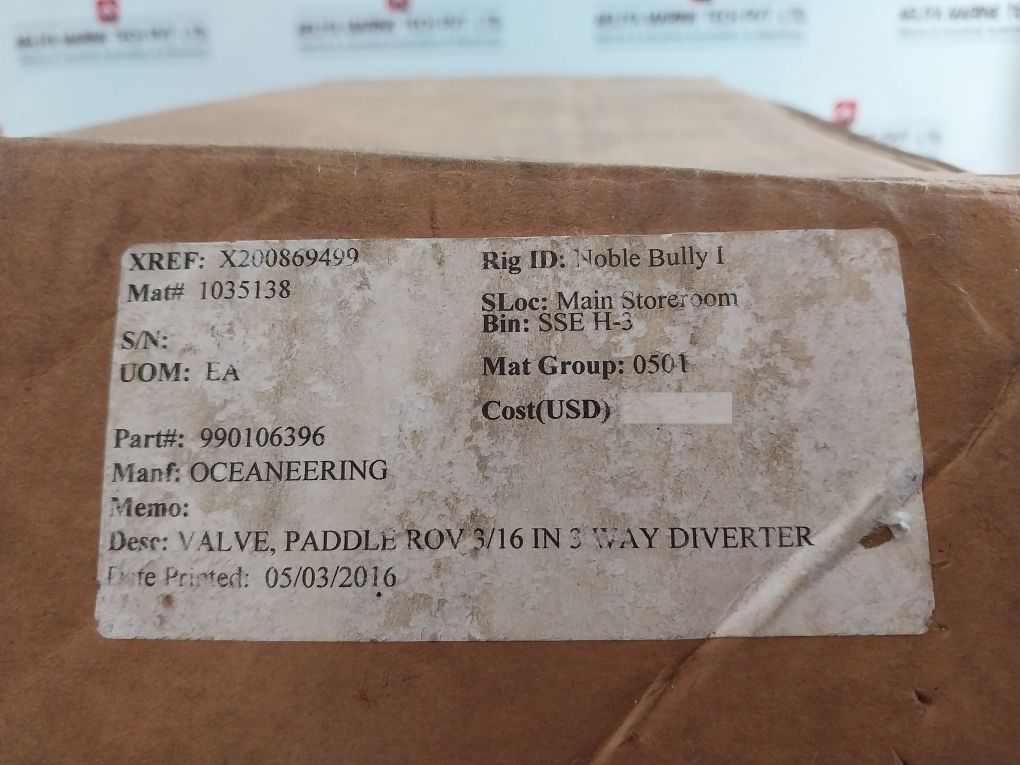 XREF: X200869499
Mat# 1035138
S/N:
UOM: EA
Rig ID: Noble Bully I
SLoc: Main Storeroom
Bin: SSE H-3
Mat Group: 0501
Cost(USD)
Part#: 990106396
Manf: OCEANEERING
Memo:
Desc: VALVE, PADDLE ROV 3/16 IN 3 WAY DIVERTER
Date Printed: 05/03/2016